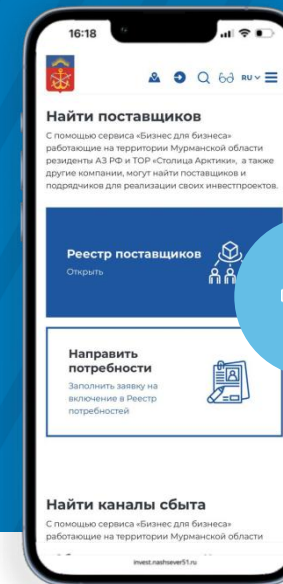 16:18
RU
Найти поставщиков
С помощью сервиса «Бизнес для бизнеса»
работающие на территории Мурманской области
резиденты АЗ РФ и ТОР «Столица Арктики», а также
другие компании, могут найти поставщиков и
подрядчиков для реализации своих инвестпроектов.
Реестр поставщиков
Открыть
Направить
потребности
Заполнить заявку на
включение в Реестр
потребностей
Найти каналы сбыта
С помощью сервиса «Бизнес для бизнеса»
работающие на территории Мурманской области
invest.nashsever51.ru